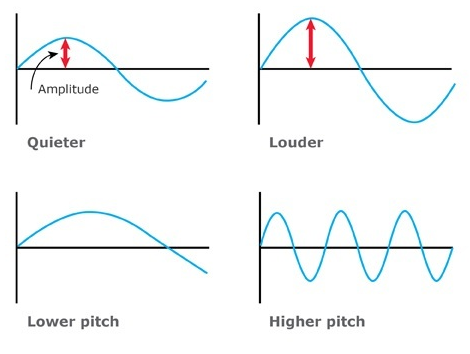 Amplitude
Quieter
Louder
Lower pitch
Higher pitch